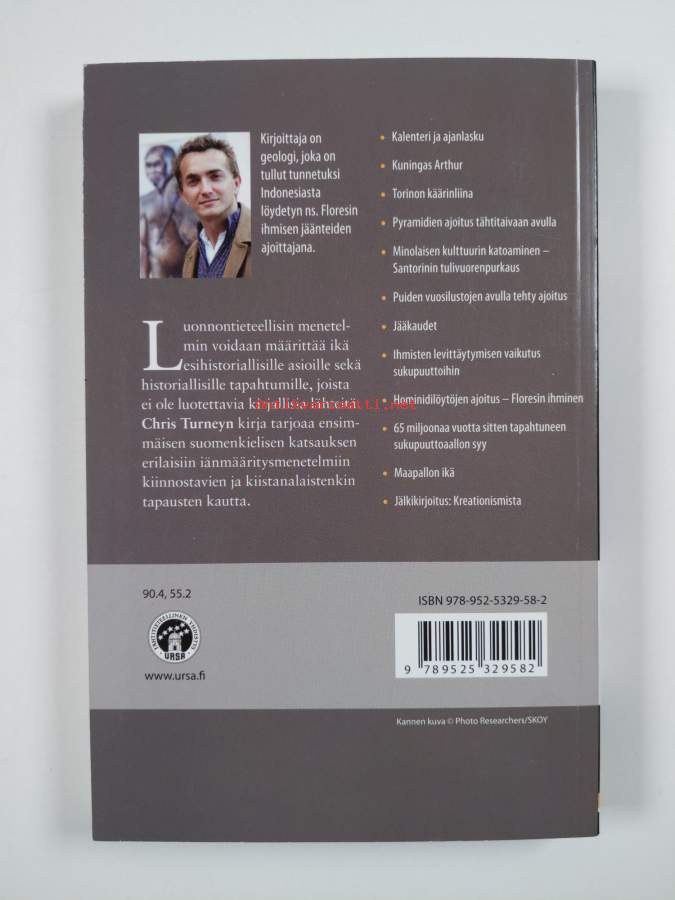 Kirjoittaja on
geologi, joka on
tullut tunnetuksi
Indonesiasta
löydetyn ns. Floresin
ihmisen jäänteiden
ajoittajana.
Luonnontieteellisin menetel-
min voidaan määrittää ikä
esihistoriallisille asioille sekä
historiallisille tapahtumille, joista
ei ole luotettavia kirjallisia lähteitä.
Chris Turneyn kirja tarjoaa ensim-
mäisen suomenkielisen katsauksen
erilaisiin iänmääritysmenetelmiin
kiinnostavien ja kiistanalaistenkin
tapausten kautta.
• Kalenteri ja ajanlasku
• Kuningas Arthur
• Torinon käärinliina
• Pyramidien ajoitus tähtitaivaan avulla
• Minolaisen kulttuurin katoaminen –
Santorinin tulivuorenpurkaus
• Puiden vuosilustojen avulla tehty ajoitus
• Jääkaudet
• Ihmisten levittäytymisen vaikutus
sukupuuttoihin
• Hominidilöytöjen ajoitus – Floresin ihminen
• 65 miljoonaa vuotta sitten tapahtuneen
sukupuuttoaallon syy
• Maapallon ikä
• Jälkikirjoitus: Kreationismista
90.4, 55.2
URSA
www.ursa.fi
ISBN 978-952-5329-58-2
9 789525 329582
Kannen kuva © Photo Researchers/SKOY